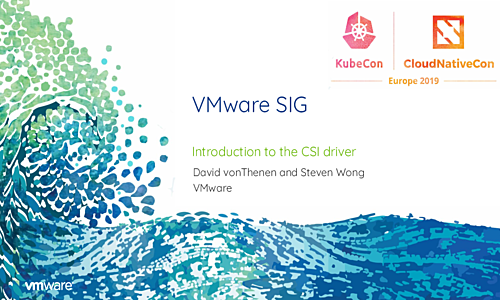 KubeCon
CloudNativeCon
Europe 2019
VMware SIG
Introduction to the CSI driver
David vonThenen and Steven Wong
VMware
vmware